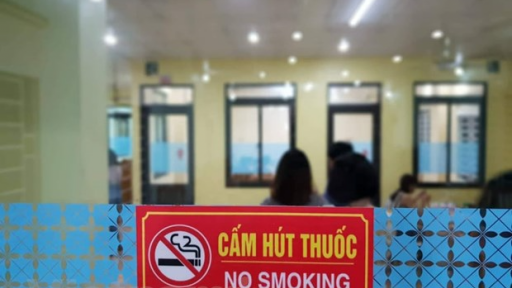 CẤM HÚT THUỐC
NO SMOKING